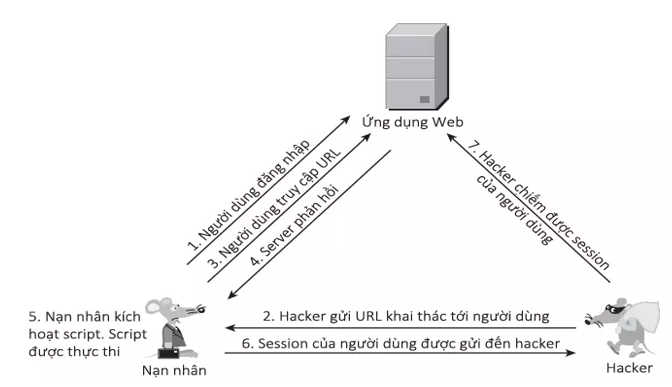 Ứng dụng Web
1. Người dùng đăng nhập
3. Người dùng truy cập URL
4. Server phản hồi
7. Hacker chiếm được session
của người dùng
5. Nạn nhân kích
hoạt script. Script
được thực thi
2. Hacker gửi URL khai thác tới người dùng
6. Session của người dùng được gửi đến hacker
Nạn nhân
Hacker